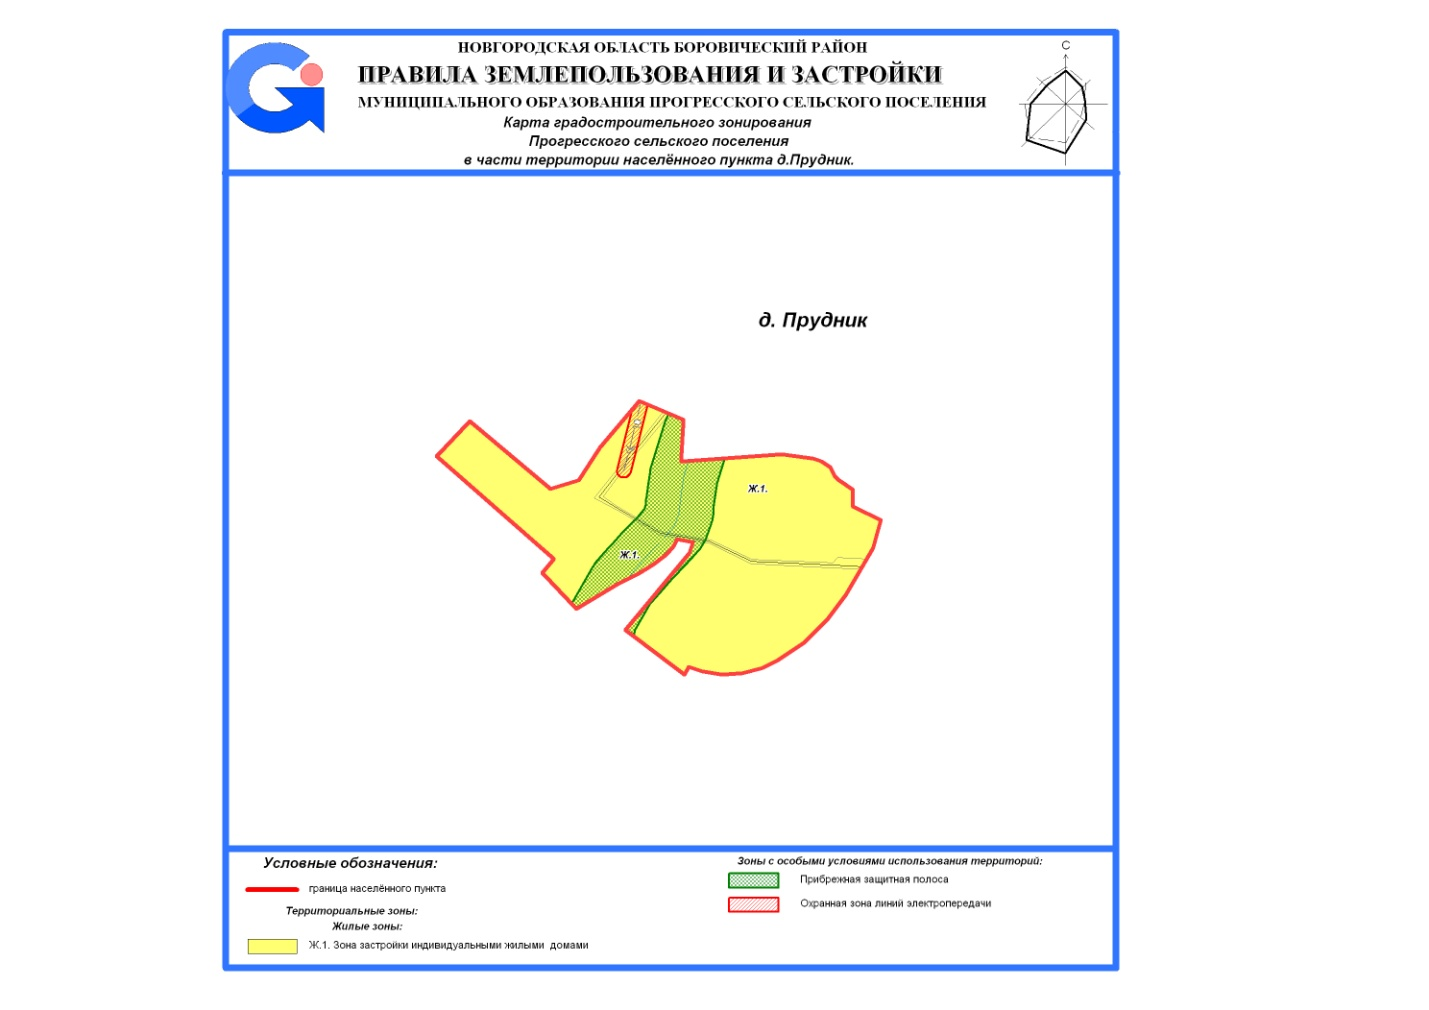 НОВГОРОДСКАЯ ОБЛАСТЬ БОРОВИЧЕСКИЙ РАЙОН
ПРАВИЛА ЗЕМЛЕПОЛЬЗОВАНИЯ И ЗАСТРОЙКИ
МУНИЦИПАЛЬНОГО ОБРАЗОВАНИЯ ПРОГРЕССКОГО СЕЛЬСКОГО ПОСЕЛЕНИЯ
Карта градостроительного зонирования
Прогресского сельского поселения
в части территории населённого пункта д.Прудник.
С
д. Прудник
Ж.1.
Ж.1.
Условные обозначения:
граница населённого пункта
Территориальные зоны:
Жилые зоны:
Ж.1. Зона застройки индивидуальными жилыми домами
Зоны с особыми условиями использования территорий:
Прибрежная защитная полоса
Охранная зона линий электропередачи